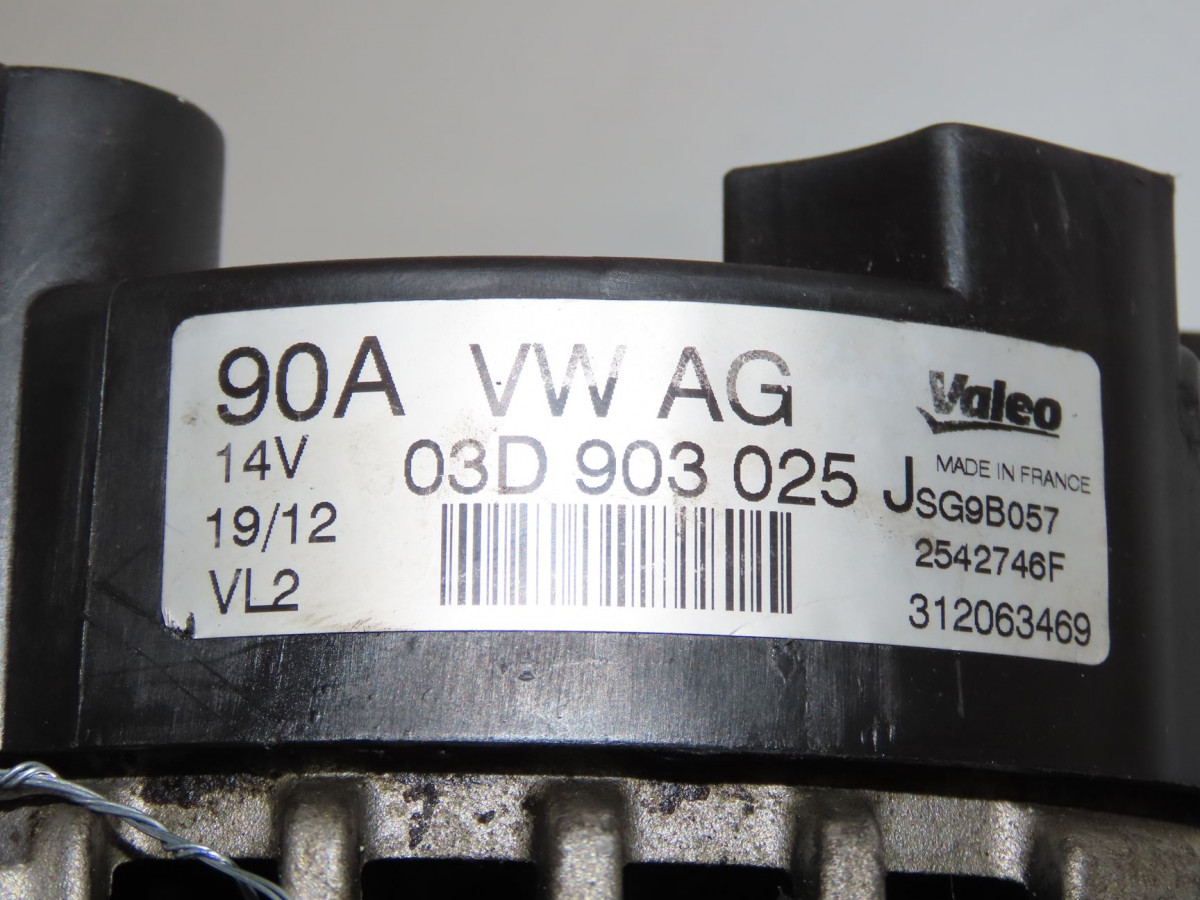 90A VW AG
14V
03D 903 025 J
19/12
VL2
Valeo
MADE IN FRANCE
SG9B057
2542746F
312063469